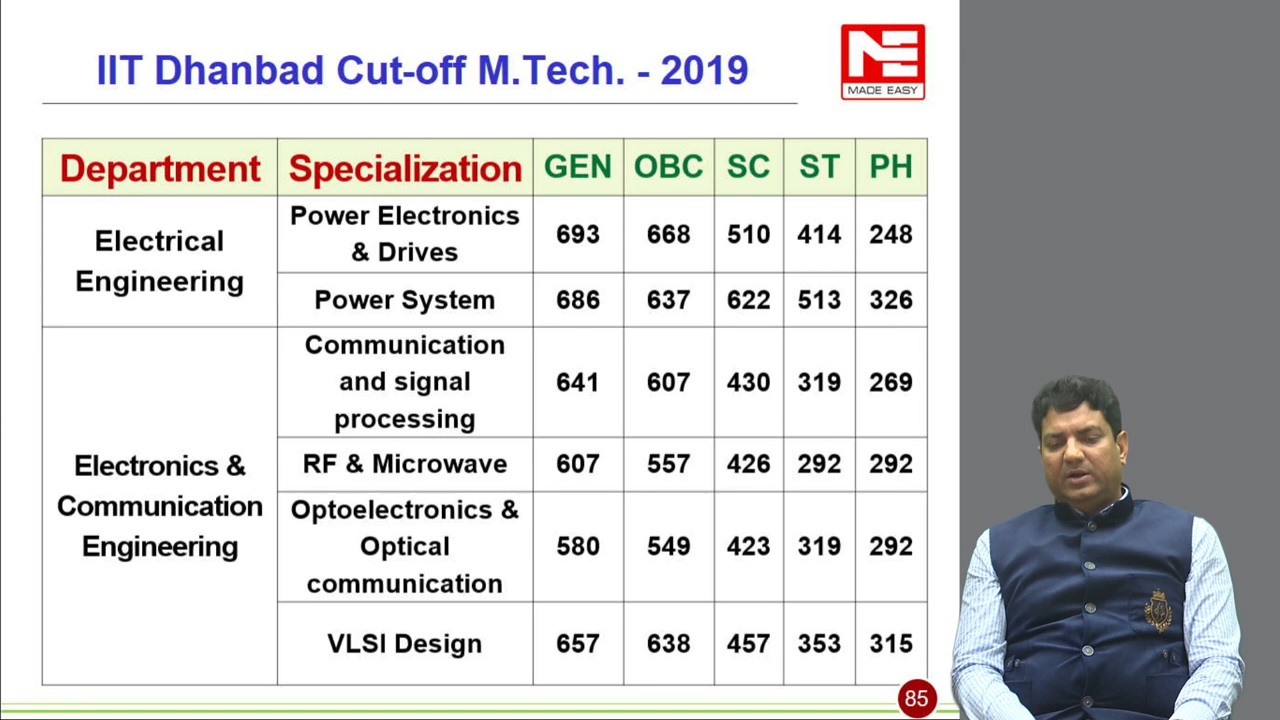 IIT Dhanbad Cut-off M.Tech. - 2019
MADE EASY
Department Specialization GEN OBC SC ST PH
Electrical
Engineering
Power Electronics
& Drives
693 668 510 414 248
Power System 686 637 622 513 326
Electronics &
Communication
Engineering
Communication
and signal
processing
641 607 430 319 269
RF & Microwave 607 557 426 292 292
Optoelectronics &
Optical
communication
580 549 423 319 292
VLSI Design 657 638 457 353 315
85